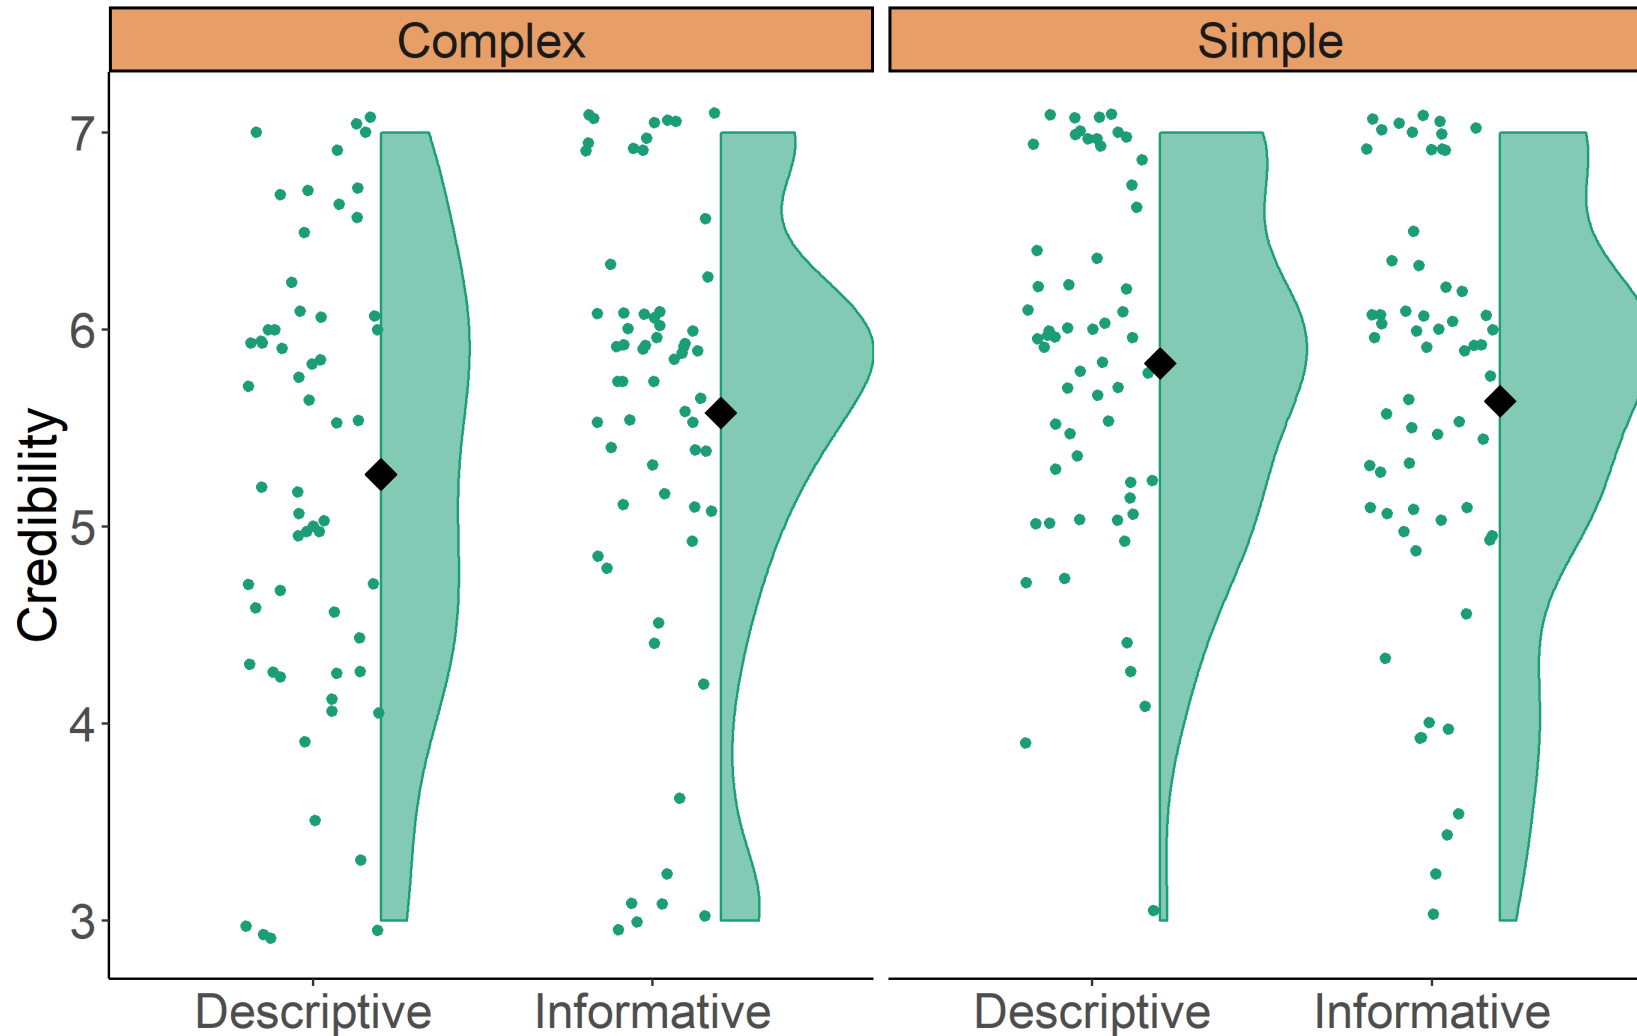 Complex
Simple
Credibility
7
6
5
4
3
Descriptive
Informative
Descriptive
Informative